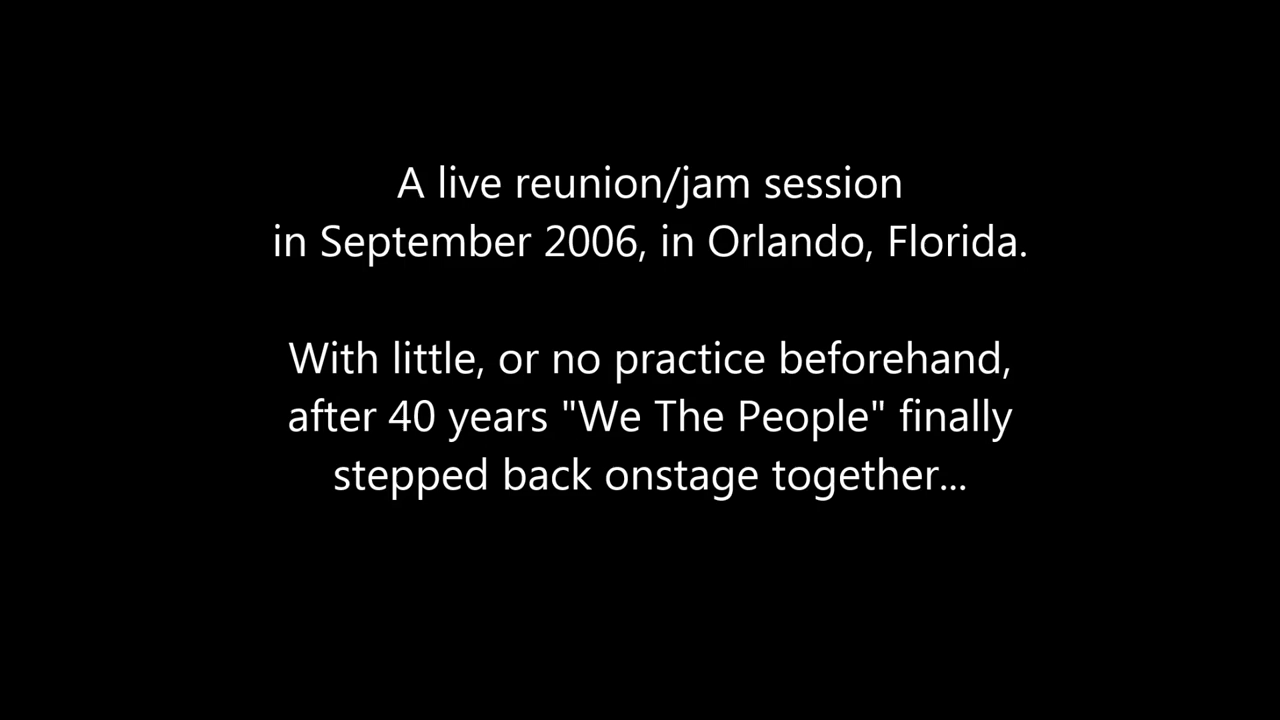 A live reunion/jam session
in September 2006, in Orlando, Florida.
With little, or no practice beforehand,
after 40 years "We The People" finally
stepped back onstage together...